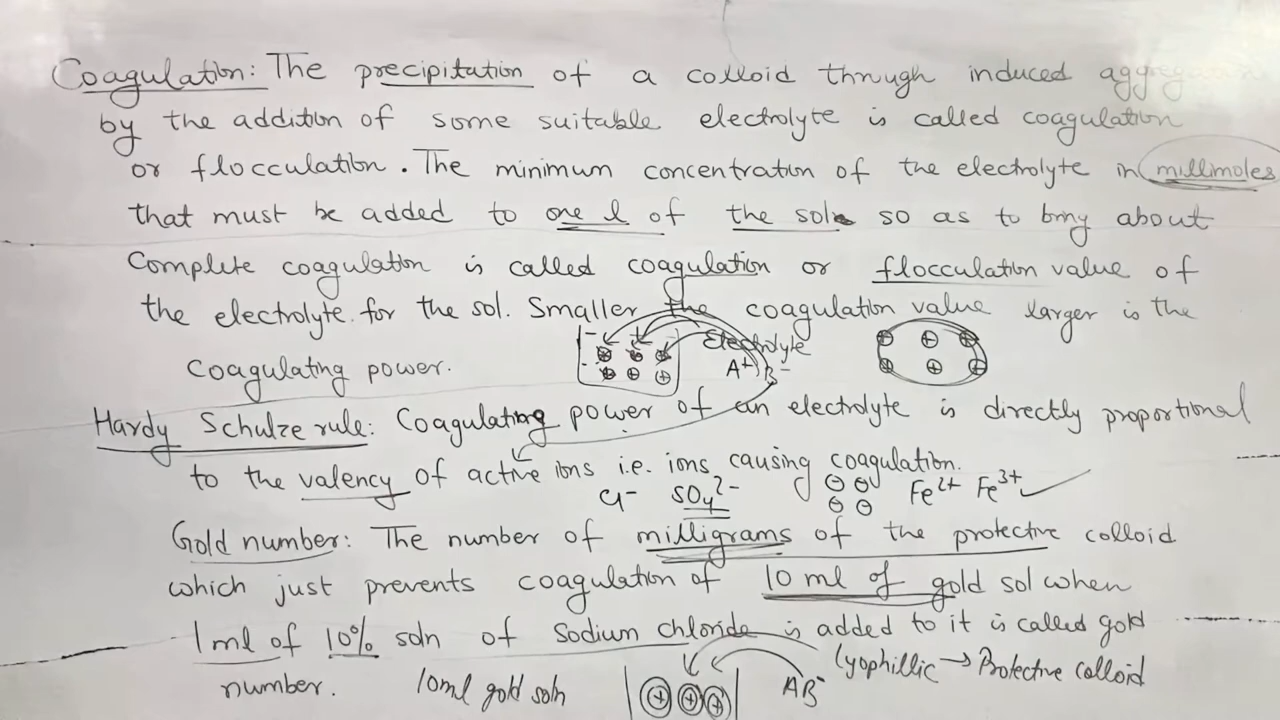 Coagulation: The precipitation of a colloid through induced
by the addition of some suitable electrolyte is called coagulation
or flocculation. The minimum concentration of the electrolyte in millimoles
that must be added to one l of the sol so as to bring about
Complete coagulation is called coagulation or flocculation value of
the electrolyte for the sol. Smaller the coagulation value larger is the
Electrolyte
A+ B-
Coagulating power.
Hardy Schulze rule: Coagulating power of an electrolyte is directly proportional
to the valency of active ions i.e. ions causing coagulation.
Cl- SO4 2- Fe2+ Fe3+
Gold number: The number of milligrams of the protective colloid
which just prevents coagulation of 10 ml of gold sol when
1 ml of 10% soln of Sodium chloride is added to it is called gold
number. 10ml gold soln AB- lyophillic → Protective colloid